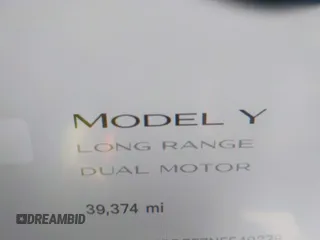 MODEL Y
LONG RANGE
DUAL MOTOR
39,374 mi
DREAMBID